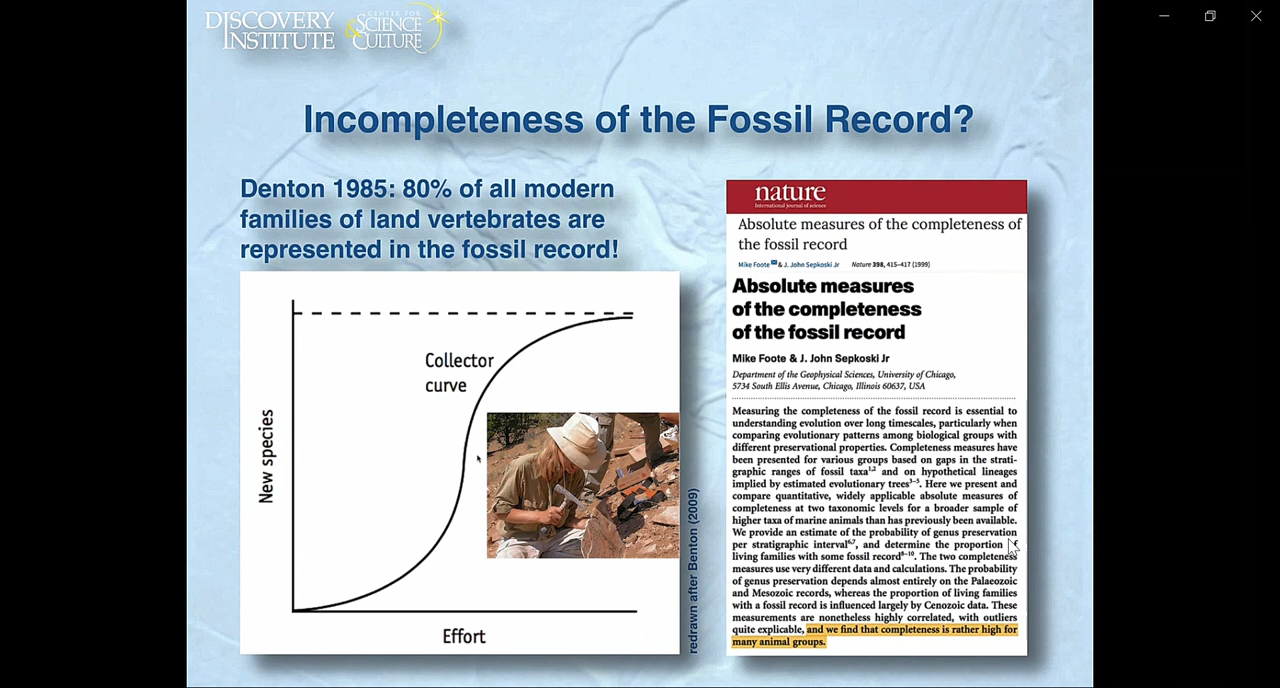 DISCOVERY
INSTITUTE
CENTER FOR
SCIENCE
& CULTURE
Incompleteness of the Fossil Record?
Denton 1985: 80% of all modern
families of land vertebrates are
represented in the fossil record!
Collector
curve
New species
Effort
redrawn after Benton (2009)
nature
International journal of science
Absolute measures of the completeness of
the fossil record
Mike Foote & J. John Sepkoski Jr Nature 398, 415–417 (1999)
Absolute measures
of the completeness
of the fossil record
Mike Foote & J. John Sepkoski Jr
Department of the Geophysical Sciences, University of Chicago,
5734 South Ellis Avenue, Chicago, Illinois 60637, USA
Measuring the completeness of the fossil record is essential to
understanding evolution over long timescales, particularly when
comparing evolutionary patterns among biological groups with
different preservational properties. Completeness measures have
been presented for various groups based on gaps in the strati-
graphic ranges of fossil taxa1,2 and on hypothetical lineages
implied by estimated evolutionary trees3–5. Here we present and
compare quantitative, widely applicable absolute measures of
completeness at two taxonomic levels for a broader sample of
higher taxa of marine animals than has previously been available.
We provide an estimate of the probability of genus preservation
per stratigraphic interval6,7, and determine the proportion
living families with some fossil record8–10. The two completeness
measures use very different data and calculations. The probability
of genus preservation depends almost entirely on the Palaeozoic
and Mesozoic records, whereas the proportion of living families
with a fossil record is influenced largely by Cenozoic data. These
measurements are nonetheless highly correlated, with outliers
quite explicable, and we find that completeness is rather high for
many animal groups.